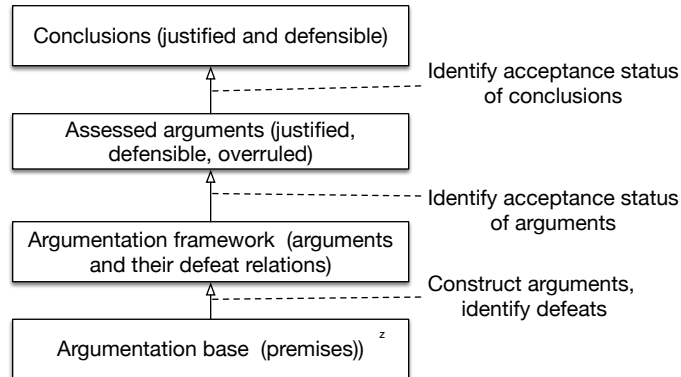 Conclusions (justified and defensible)
Identify acceptance status
of conclusions
Assessed arguments (justified,
defensible, overruled)
Identify acceptance status
of arguments
Argumentation framework (arguments
and their defeat relations)
Construct arguments,
identify defeats
z
Argumentation base (premises))